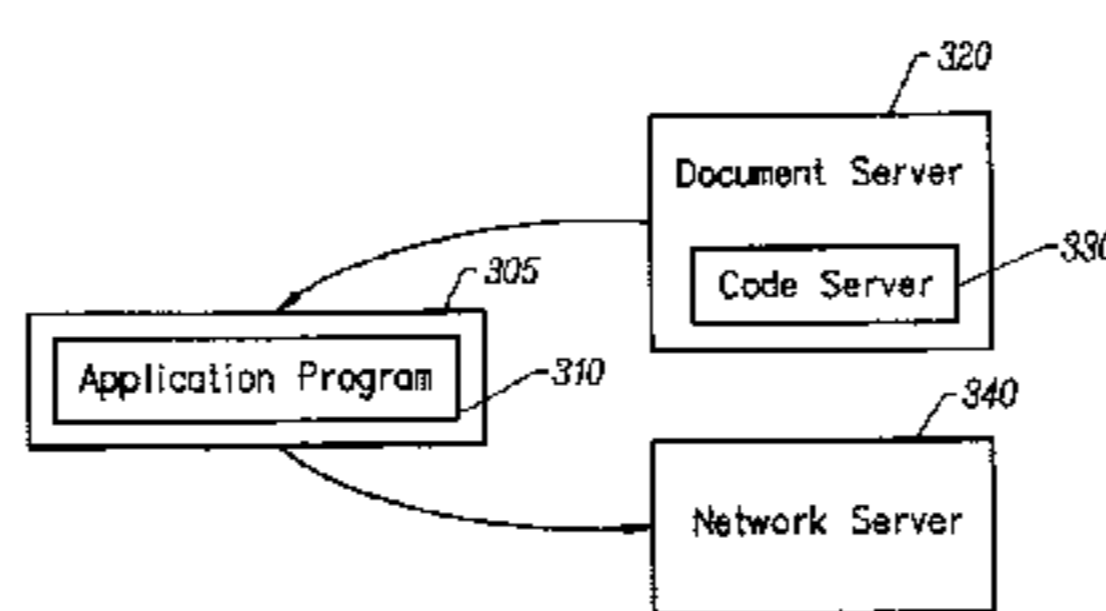 320
Document Server
330
Code Server
305
Application Program
310
340
Network Server